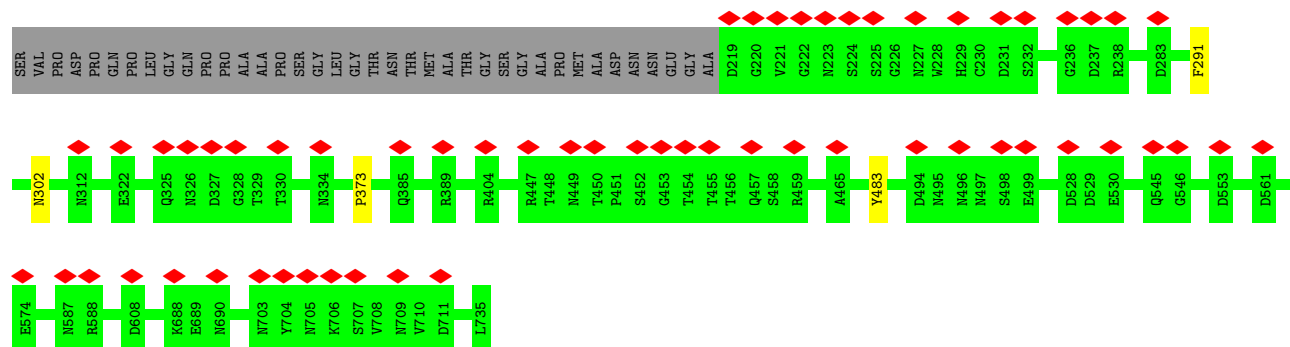 SER VAL PRO ASP PRO GLN PRO LEU GLY GLN PRO PRO ALA ALA PRO SER GLY LEU GLY THR ASN THR MET ALA THR GLY SER GLY ALA PRO MET ALA ASP ASN ASN GLU GLY ALA D219 G220 V221 G222 N223 S224 S225 G226 N227 W228 H229 C230 D231 S232 G236 D237 R238 D283 F291
N302 N312 E322 Q325 N326 D327 G328 T329 T330 N334 P373 Q385 R389 R404 R447 T448 N449 T450 P451 S452 G453 T454 T455 T456 Q457 S458 R459 A465 Y483 D494 N495 N496 N497 S498 E499 D528 D529 E530 Q545 G546 D553 D561
E574 N587 R588 D608 K688 E689 N690 N703 Y704 N705 K706 S707 V708 N709 V710 D711 L735